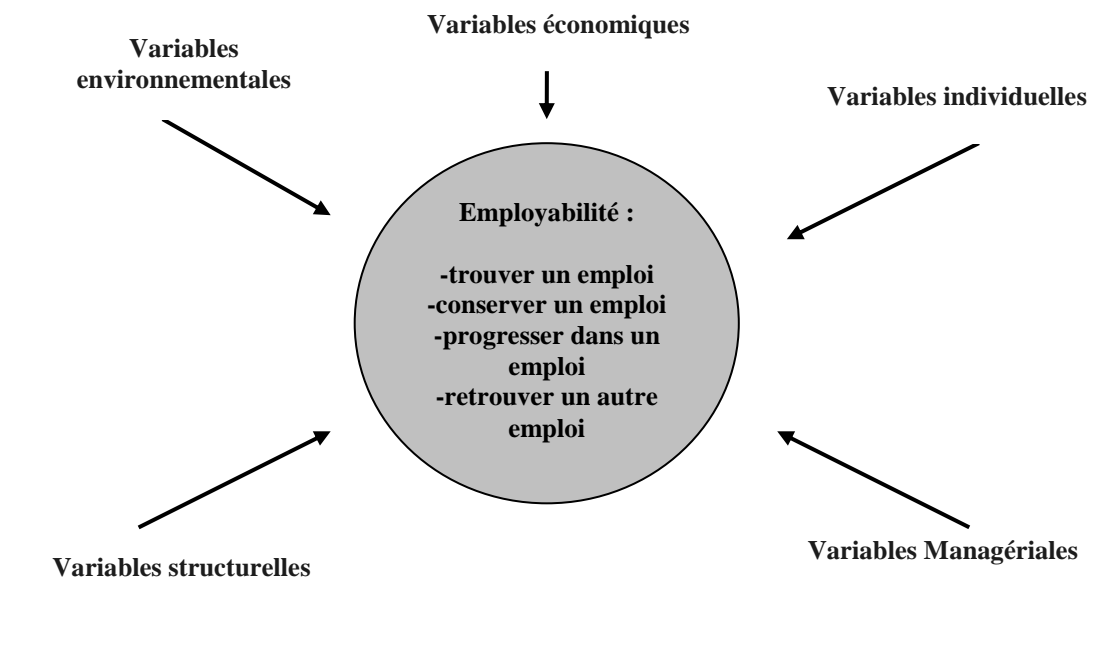 Variables économiques
Variables
environnementales
Variables individuelles
Employabilité :
-trouver un emploi
-conserver un emploi
-progresser dans un
emploi
-retrouver un autre
emploi
Variables structurelles
Variables Managériales